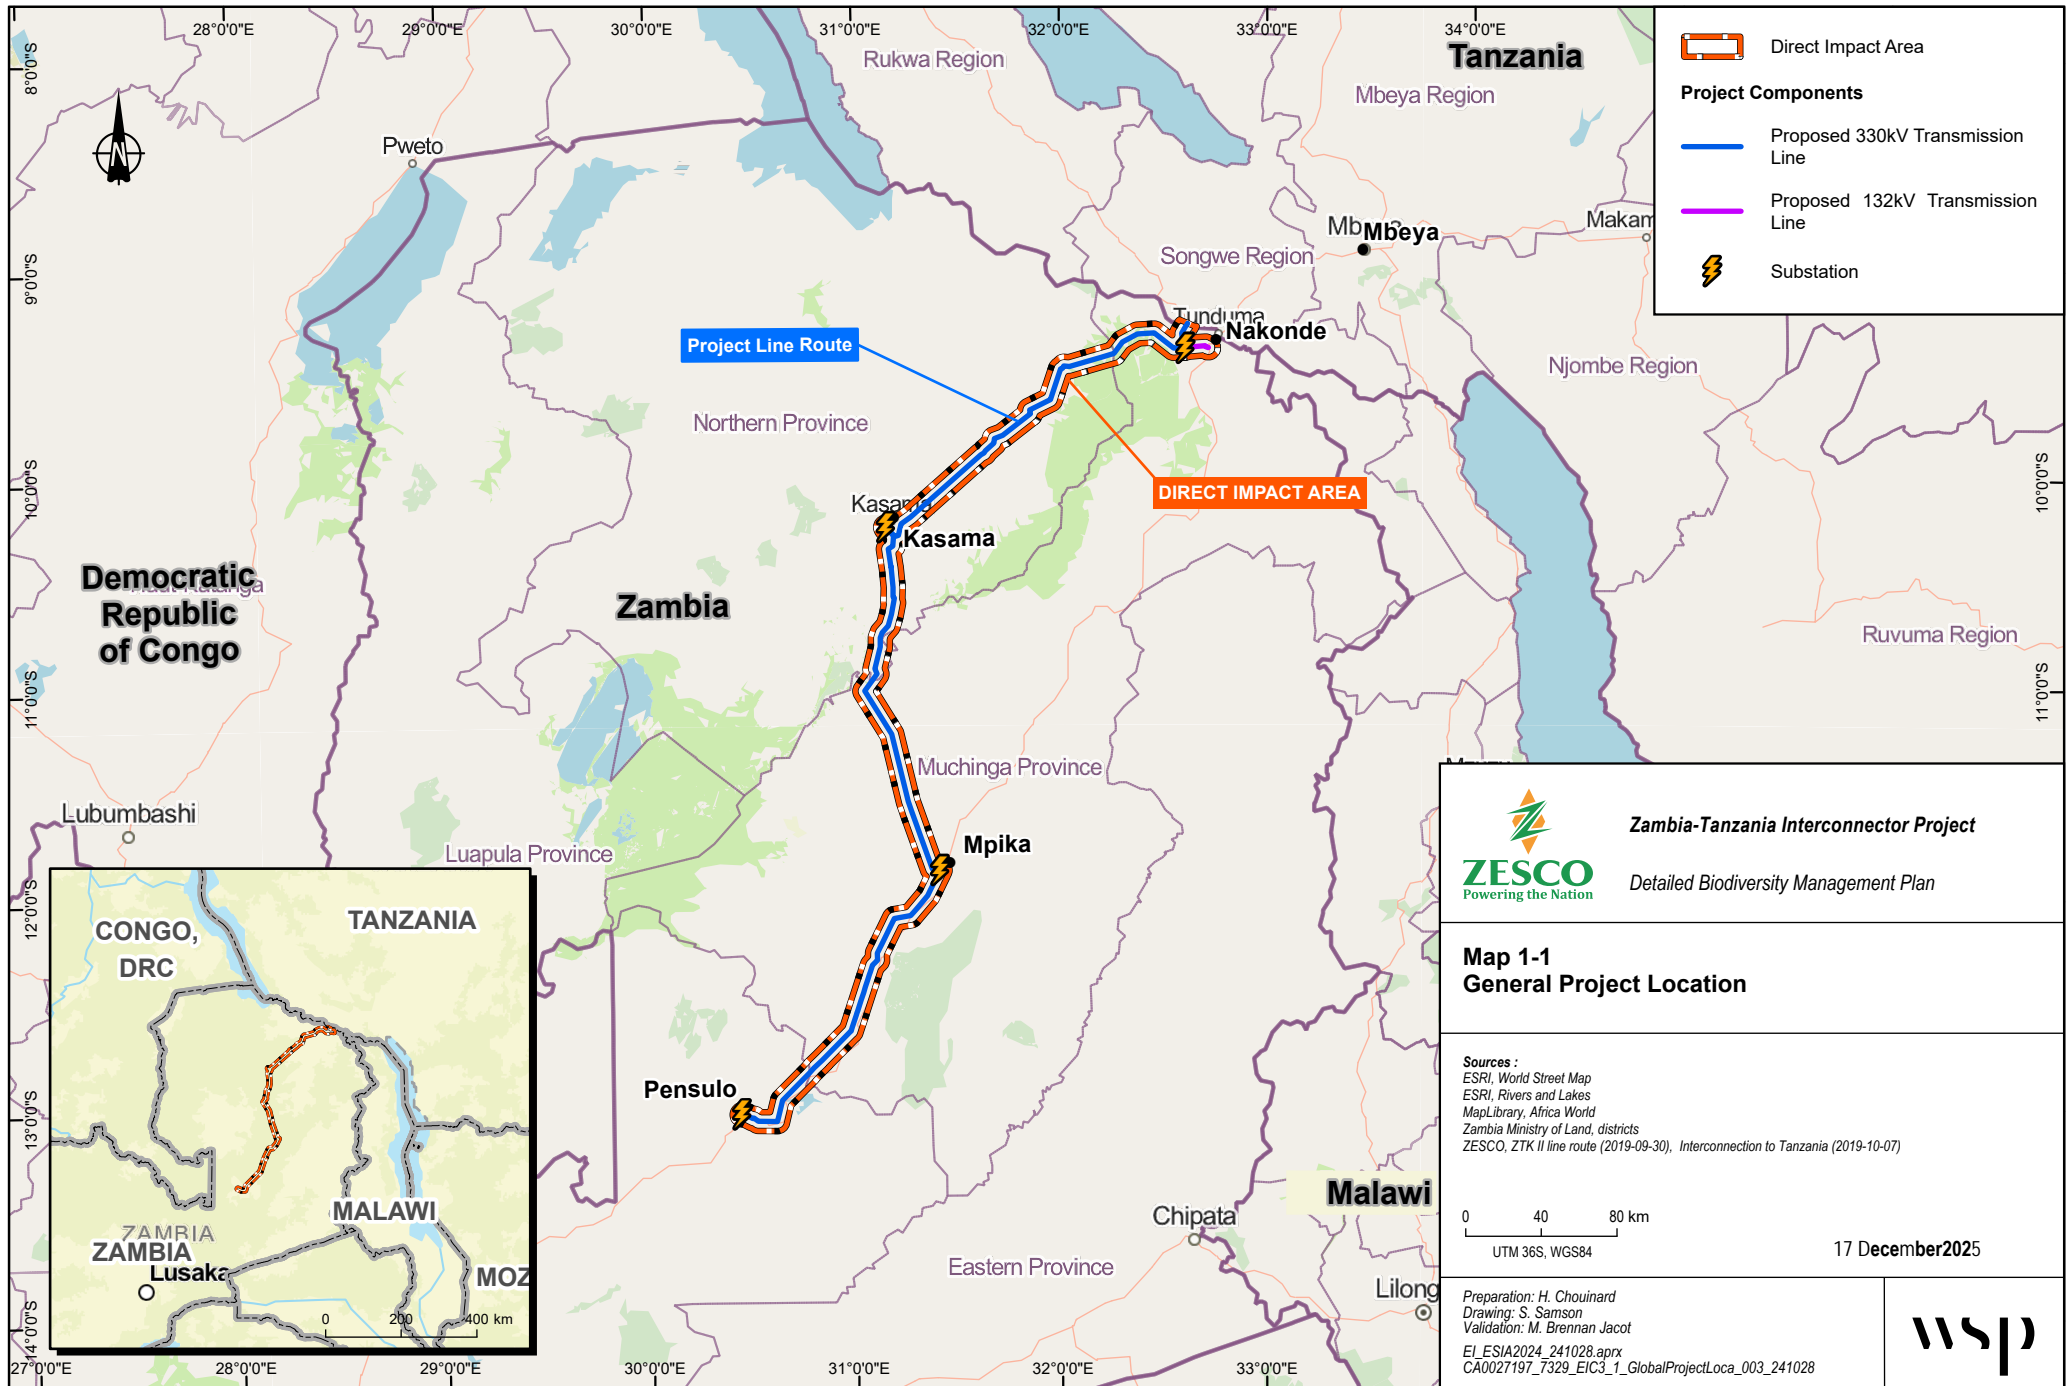 28°0'0"E
29°0'0"E
30°0'0"E
31°0'0"E
32°0'0"E
33°0'0"E
34°0'0"E
8°0'0"S
9°0'0"S
10°0'0"S
11°0'0"S
12°0'0"S
13°0'0"S
14°0'0"S
10°0'0"S
11°0'0"S
27°0'0"E
28°0'0"E
29°0'0"E
30°0'0"E
31°0'0"E
32°0'0"E
33°0'0"E
N
Rukwa Region
Tanzania
Mbeya Region
Pweto
Mbeya
Makam
Songwe Region
Tunduma
Nakonde
Project Line Route
Njombe Region
Northern Province
DIRECT IMPACT AREA
Kasama
Kasama
Democratic
Republic
of Congo
Haut-Katanga
Zambia
Ruvuma Region
Muchinga Province
Lubumbashi
Luapula Province
Mpika
Pensulo
Malawi
Chipata
Eastern Province
Lilong
CONGO,
DRC
TANZANIA
MALAWI
ZAMBIA
ZAMBIA
Lusaka
MOZ
0 200 400 km
Direct Impact Area
Project Components
Proposed 330kV Transmission
Line
Proposed 132kV Transmission
Line
Substation
ZESCO
Powering the Nation
Zambia-Tanzania Interconnector Project
Detailed Biodiversity Management Plan
Map 1-1
General Project Location
Sources :
ESRI, World Street Map
ESRI, Rivers and Lakes
MapLibrary, Africa World
Zambia Ministry of Land, districts
ZESCO, ZTK II line route (2019-09-30), Interconnection to Tanzania (2019-10-07)
0 40 80 km
UTM 36S, WGS84
17 December2025
Preparation: H. Chouinard
Drawing: S. Samson
Validation: M. Brennan Jacot
EI_ESIA2024_241028.aprx
CA0027197_7329_EIC3_1_GlobalProjectLoca_003_241028
wsp